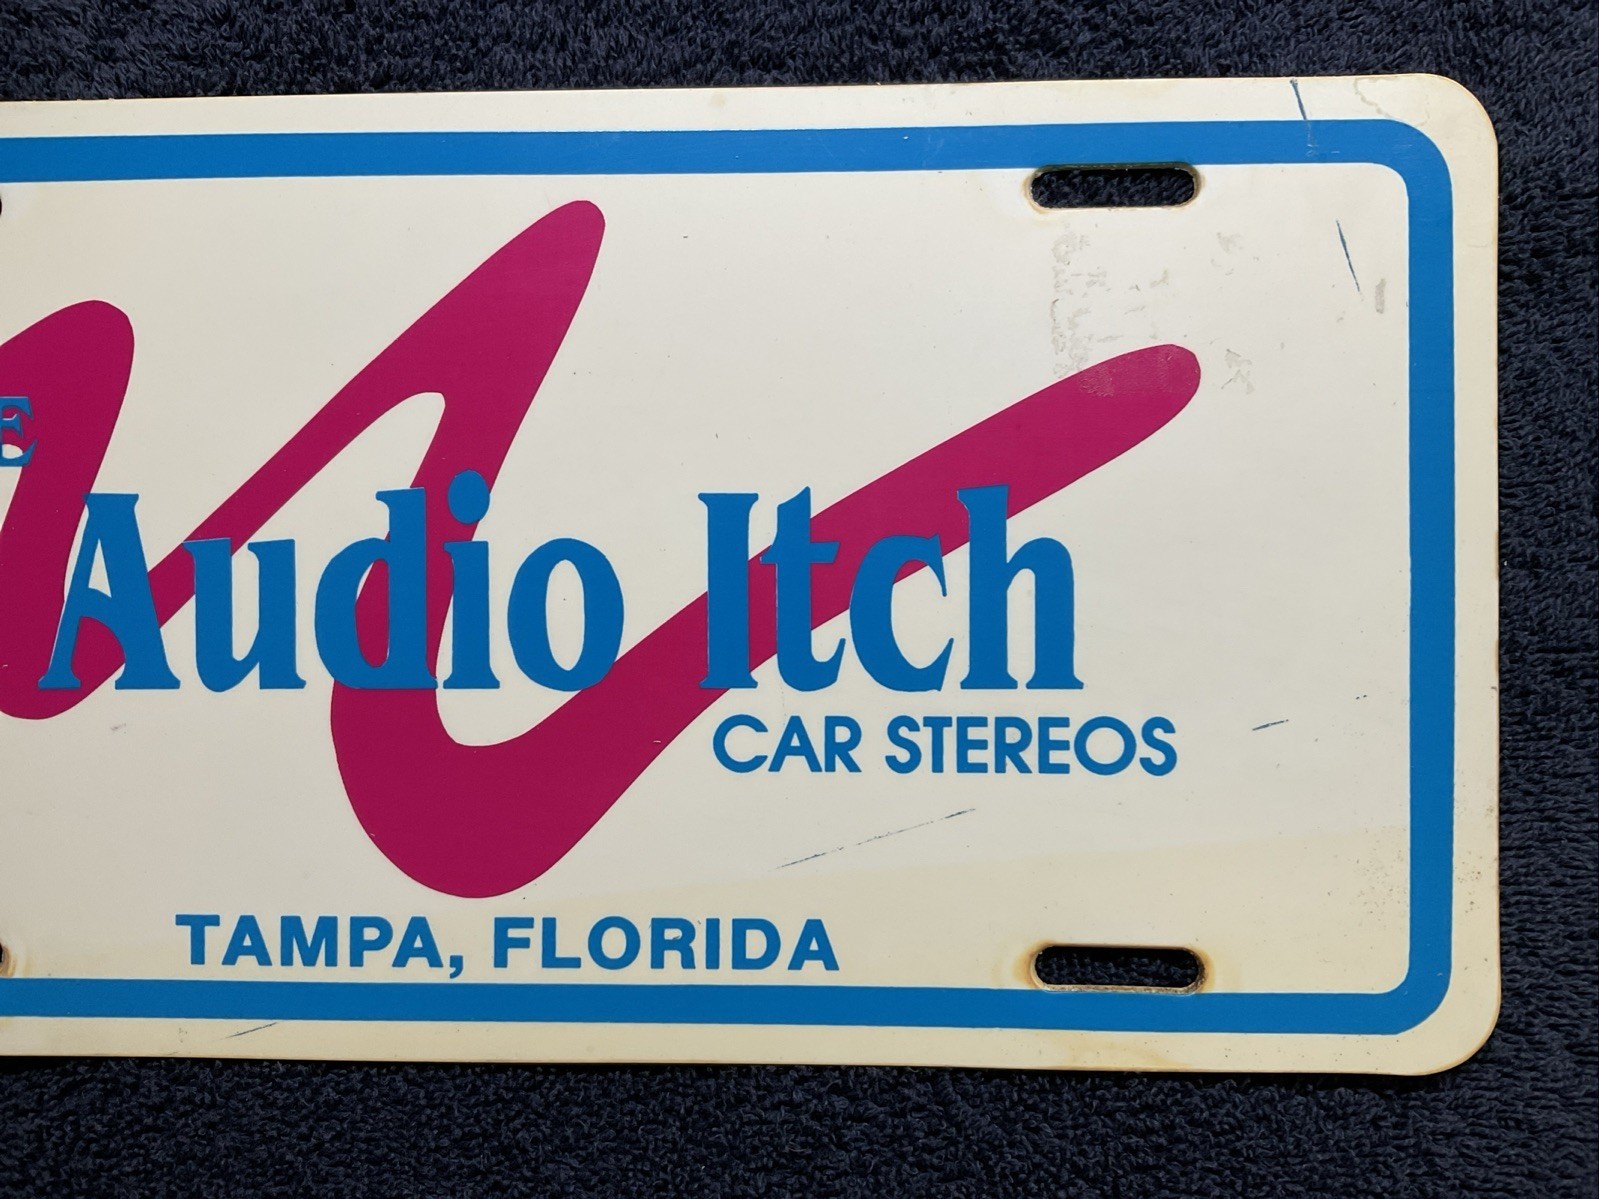 E
Audio Itch
CAR STEREOS
TAMPA, FLORIDA